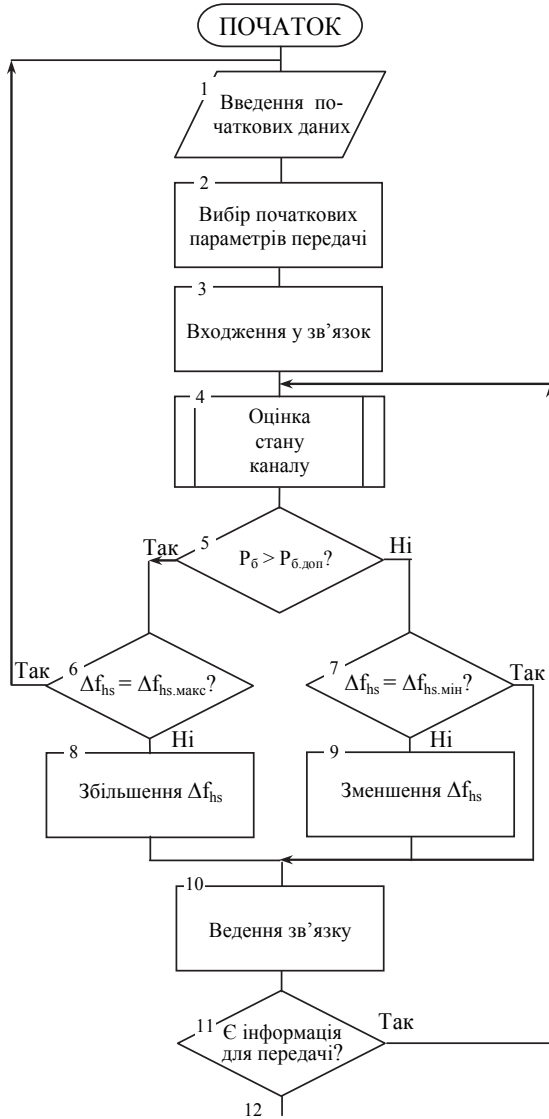 ПОЧАТОК
1
Введення по-
чаткових даних
2
Вибір початкових
параметрів передачі
3
Входження у зв’язок
4
Оцінка
стану
каналу
5
Так
Pб > Pб.доп?
Ні
6
Так
Δfhs = Δfhs.макс?
Ні
7
Δfhs = Δfhs.мін?
Так
Ні
8
Збільшення Δfhs
9
Зменшення Δfhs
10
Ведення зв’язку
11
Є інформація
для передачі?
Так
12